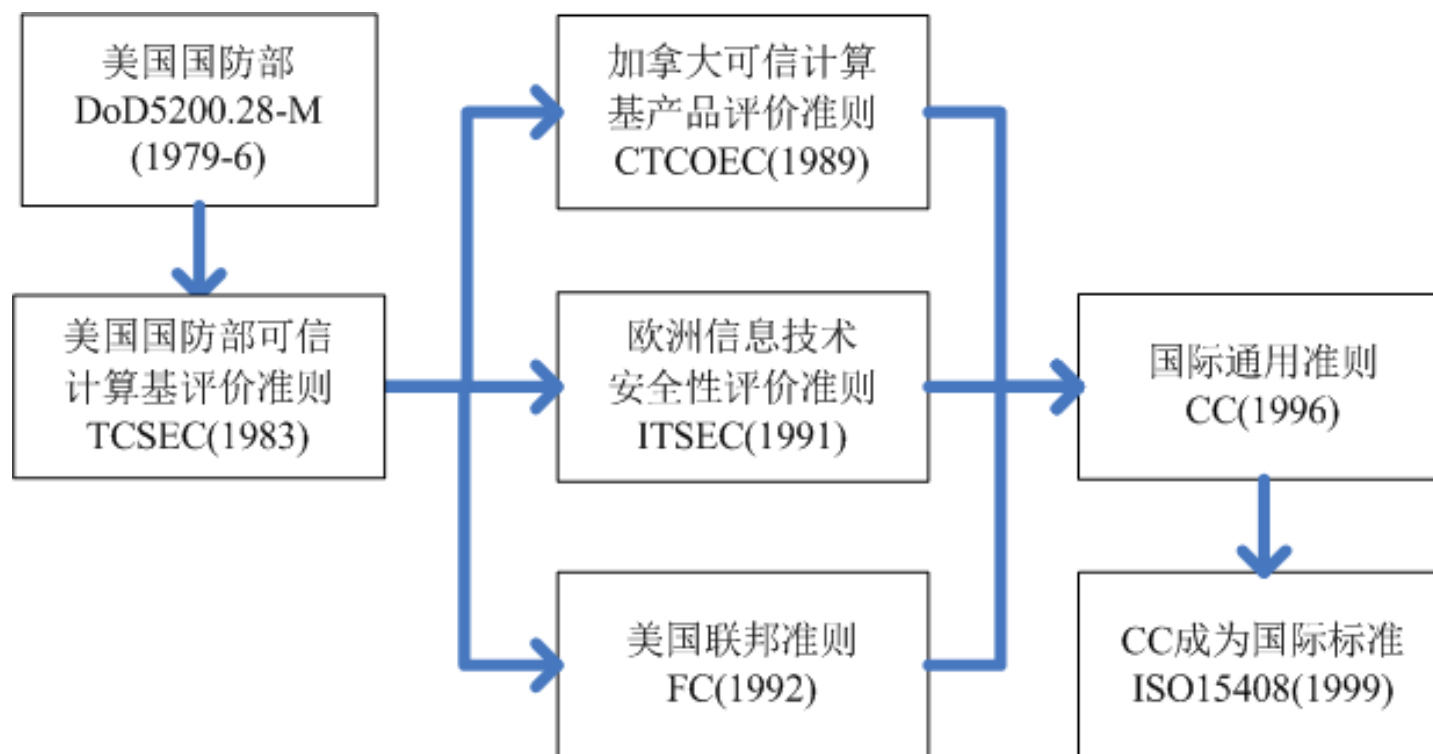 美国国防部
DoD5200.28-M
(1979-6)
美国国防部可信
计算基评价准则
TCSEC(1983)
加拿大可信计算
基产品评价准则
CTCOEC(1989)
欧洲信息技术
安全性评价准则
ITSEC(1991)
美国联邦准则
FC(1992)
国际通用准则
CC(1996)
CC成为国际标准
ISO15408(1999)